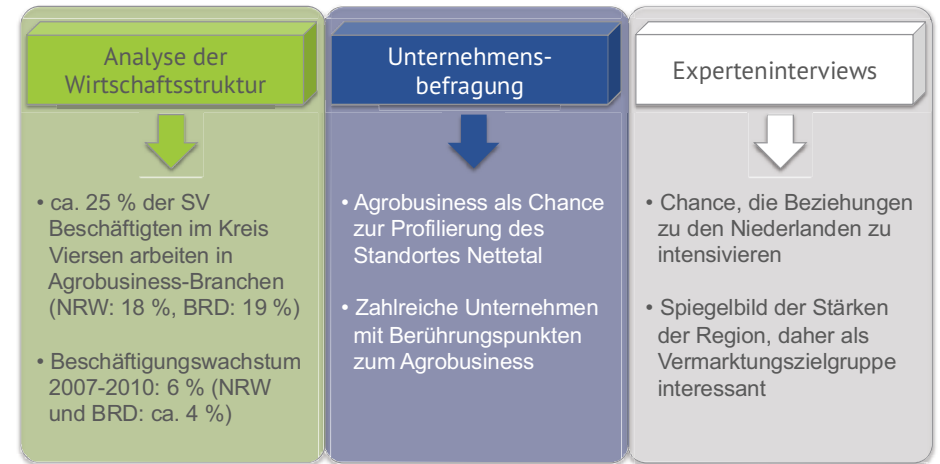 Analyse der
Wirtschaftsstruktur
• ca. 25 % der SV
Beschäftigten im Kreis
Viersen arbeiten in
Agrobusiness-Branchen
(NRW: 18 %, BRD: 19 %)
• Beschäftigungswachstum
2007-2010: 6 % (NRW
und BRD: ca. 4 %)
Unternehmens-
befragung
• Agrobusiness als Chance
zur Profilierung des
Standortes Nettetal
• Zahlreiche Unternehmen
mit Berührungspunkten
zum Agrobusiness
Experteninterviews
• Chance, die Beziehungen
zu den Niederlanden zu
intensivieren
• Spiegelbild der Stärken
der Region, daher als
Vermarktungszielgruppe
interessant